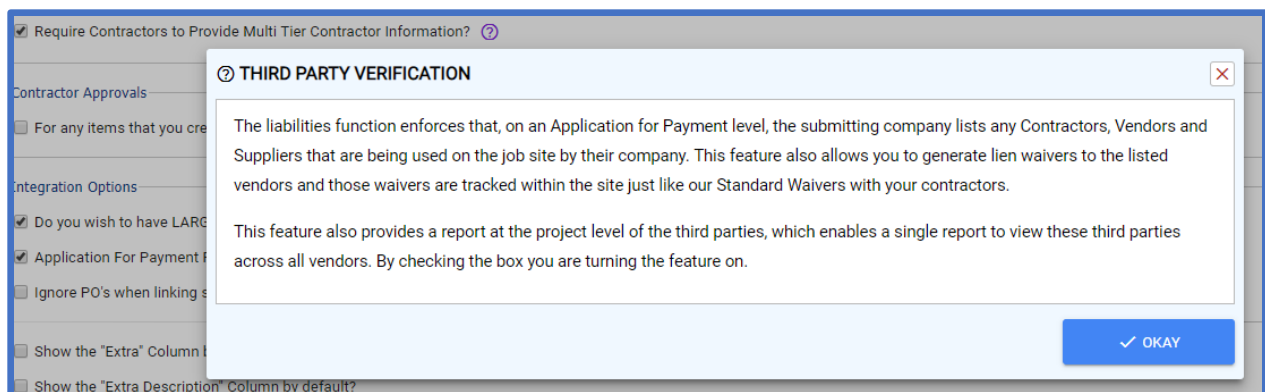 Require Contractors to Provide Multi Tier Contractor Information?
THIRD PARTY VERIFICATION
Contractor Approvals
For any items that you cre
The liabilities function enforces that, on an Application for Payment level, the submitting company lists any Contractors, Vendors and
Suppliers that are being used on the job site by their company. This feature also allows you to generate lien waivers to the listed
vendors and those waivers are tracked within the site just like our Standard Waivers with your contractors.
This feature also provides a report at the project level of the third parties, which enables a single report to view these third parties
across all vendors. By checking the box you are turning the feature on.
Integration Options
Do you wish to have LARG
Application For Payment
Ignore PO's when linking s
OKAY
Show the "Extra" Column
Show the "Extra Description" Column by default?